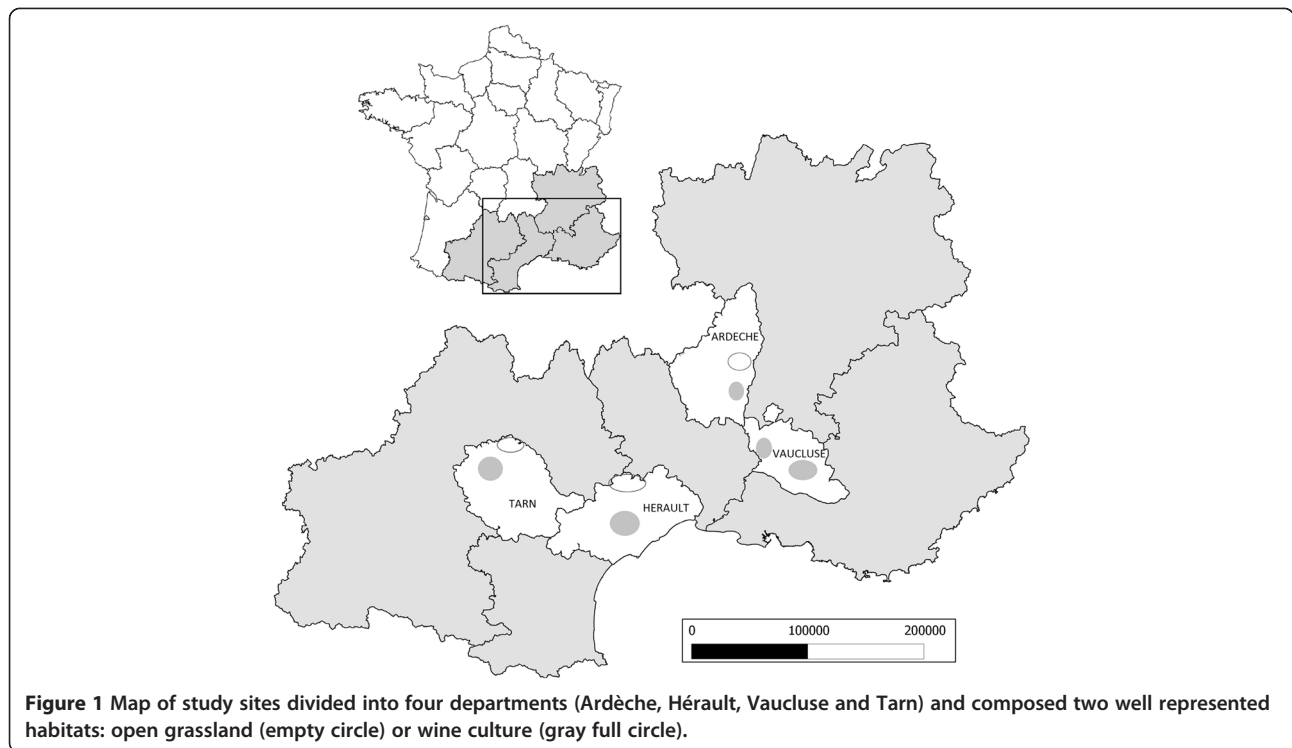 ARDECHE
VAUCLUSE
TARN
HERAULT
0 100000 200000
Figure 1 Map of study sites divided into four departments (Ardèche, Hérault, Vaucluse and Tarn) and composed two well represented
habitats: open grassland (empty circle) or wine culture (gray full circle).